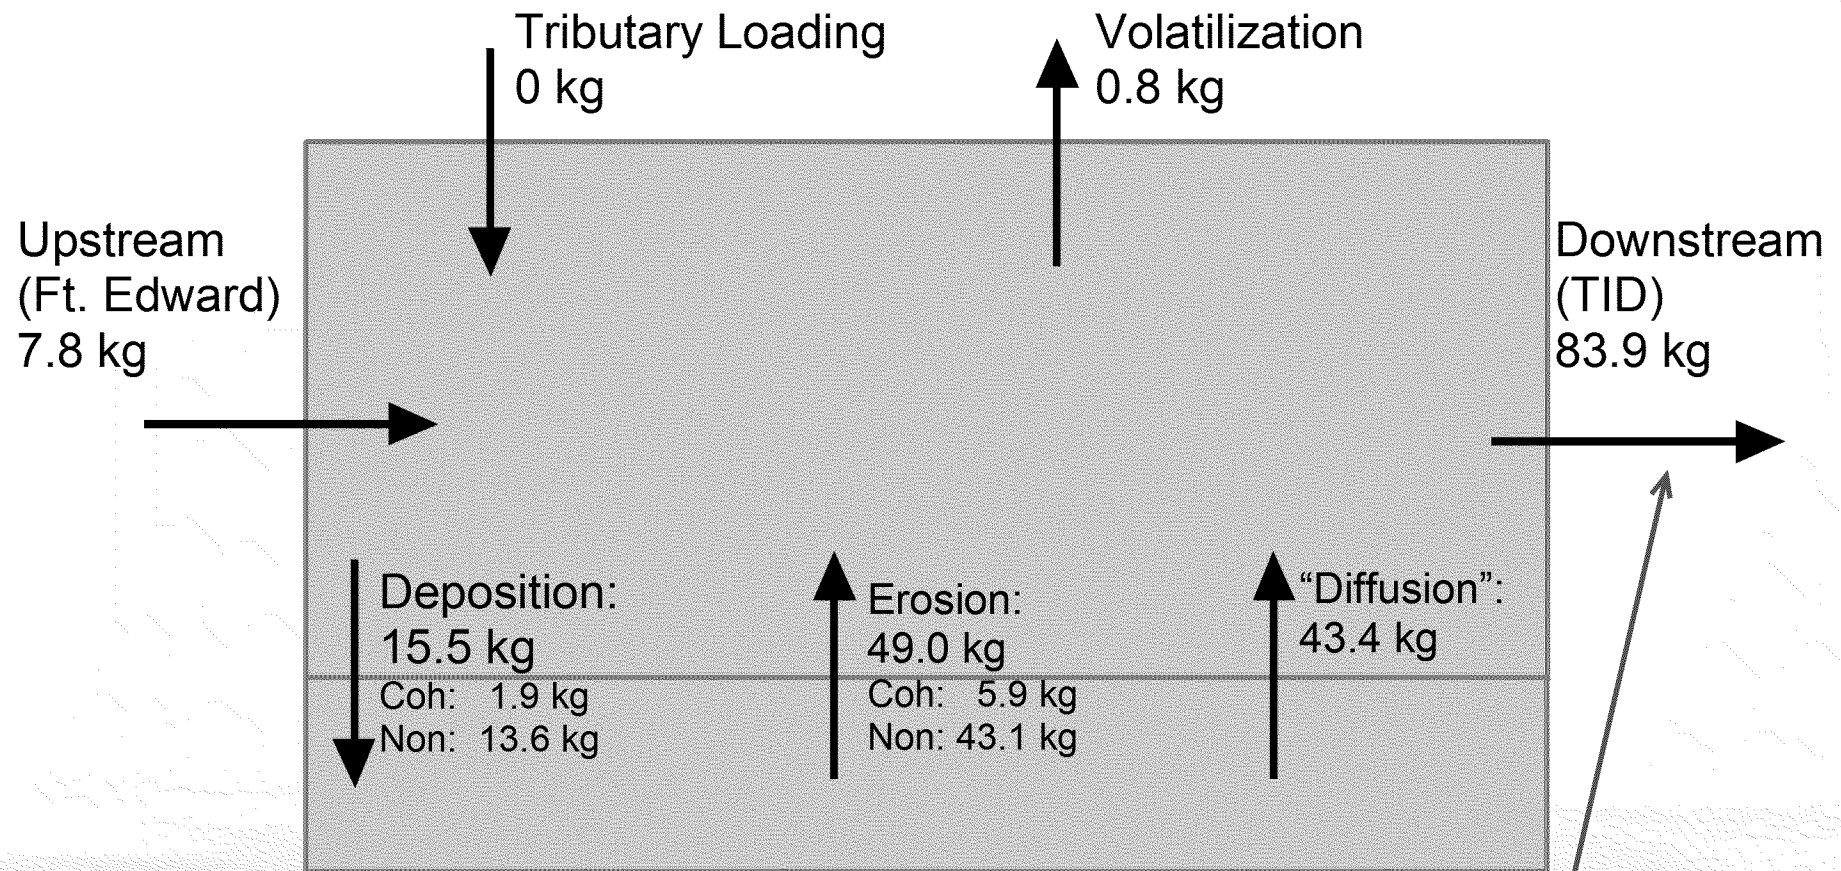 Tributary Loading
0 kg
Volatilization
0.8 kg
Upstream
(Ft. Edward)
7.8 kg
Downstream
(TID)
83.9 kg
Deposition:
15.5 kg
Coh: 1.9 kg
Non: 13.6 kg
Erosion:
49.0 kg
Coh: 5.9 kg
Non: 43.1 kg
“Diffusion”:
43.4 kg